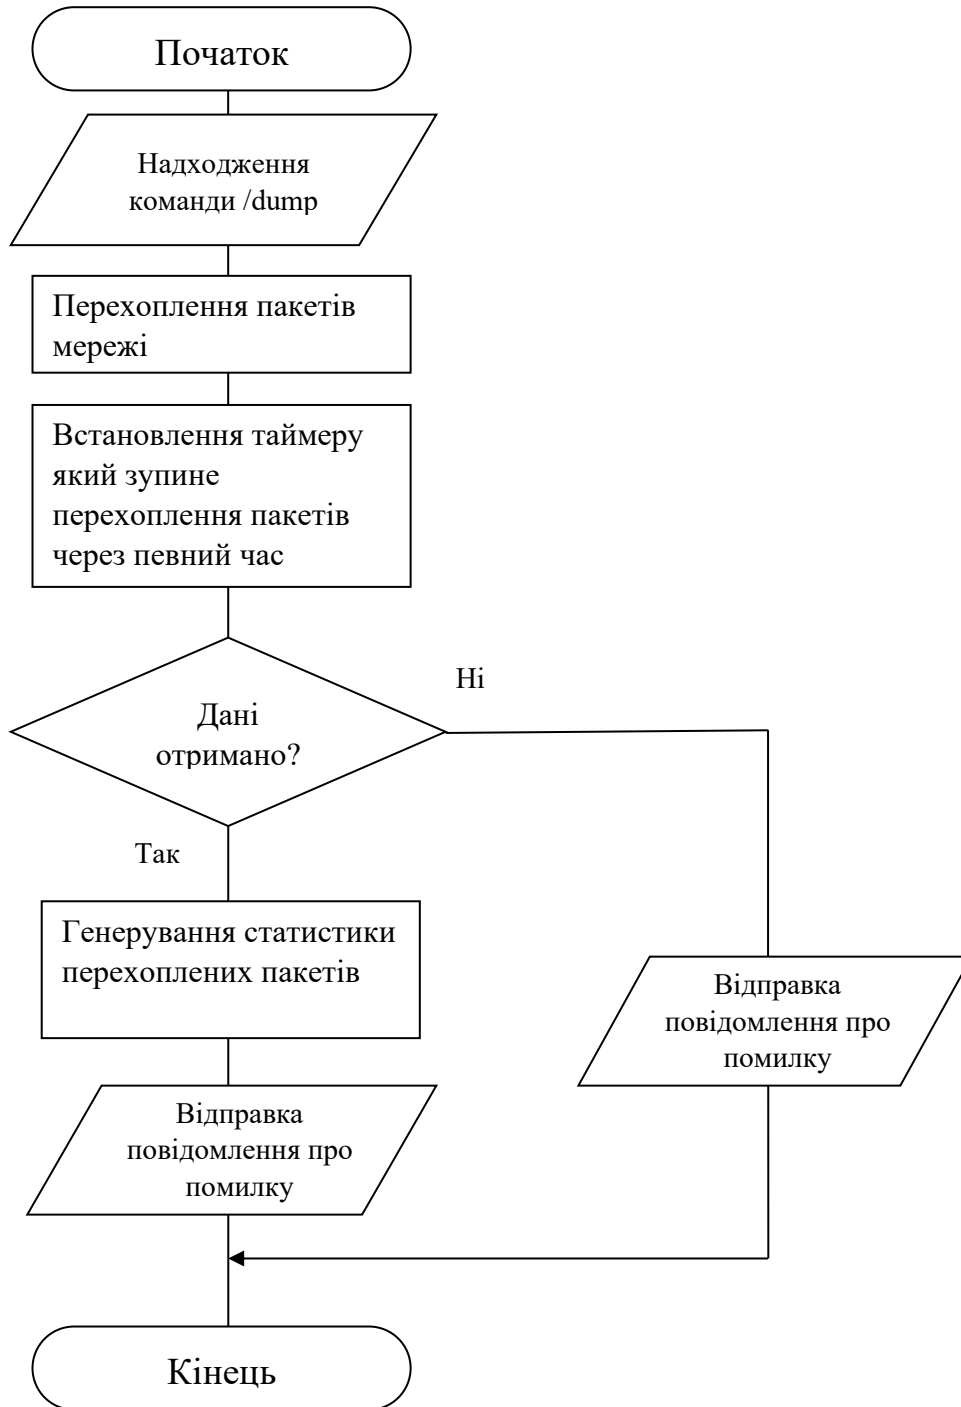 Початок
Надходження
команди /dump
Перехоплення пакетів
мережі
Встановлення таймеру
який зупине
перехоплення пакетів
через певний час
Ні
Дані
отримано?
Так
Генерування статистики
перехоплених пакетів
Відправка
повідомлення про
помилку
Відправка
повідомлення про
помилку
Кінець